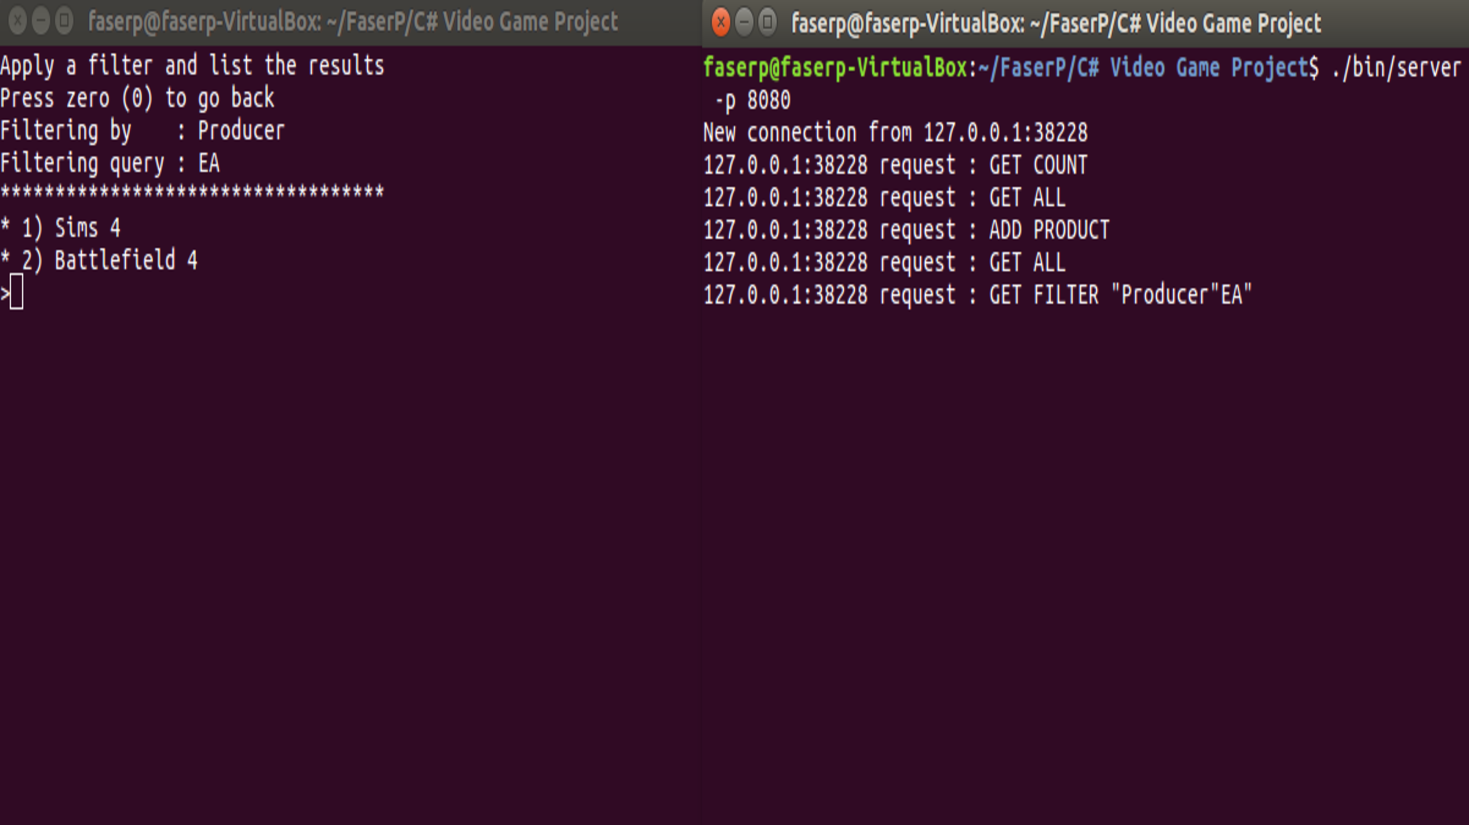 faserp@faserp-VirtualBox: ~/FaserP/C# Video Game Project
Apply a filter and list the results
Press zero (0) to go back
Filtering by    : Producer
Filtering query : EA
***********************************
* 1) Sims 4
* 2) Battlefield 4
>
faserp@faserp-VirtualBox: ~/FaserP/C# Video Game Project
faserp@faserp-VirtualBox:~/FaserP/C# Video Game Project$ ./bin/server
 -p 8080
New connection from 127.0.0.1:38228
127.0.0.1:38228 request : GET COUNT
127.0.0.1:38228 request : GET ALL
127.0.0.1:38228 request : ADD PRODUCT
127.0.0.1:38228 request : GET ALL
127.0.0.1:38228 request : GET FILTER "Producer"EA"